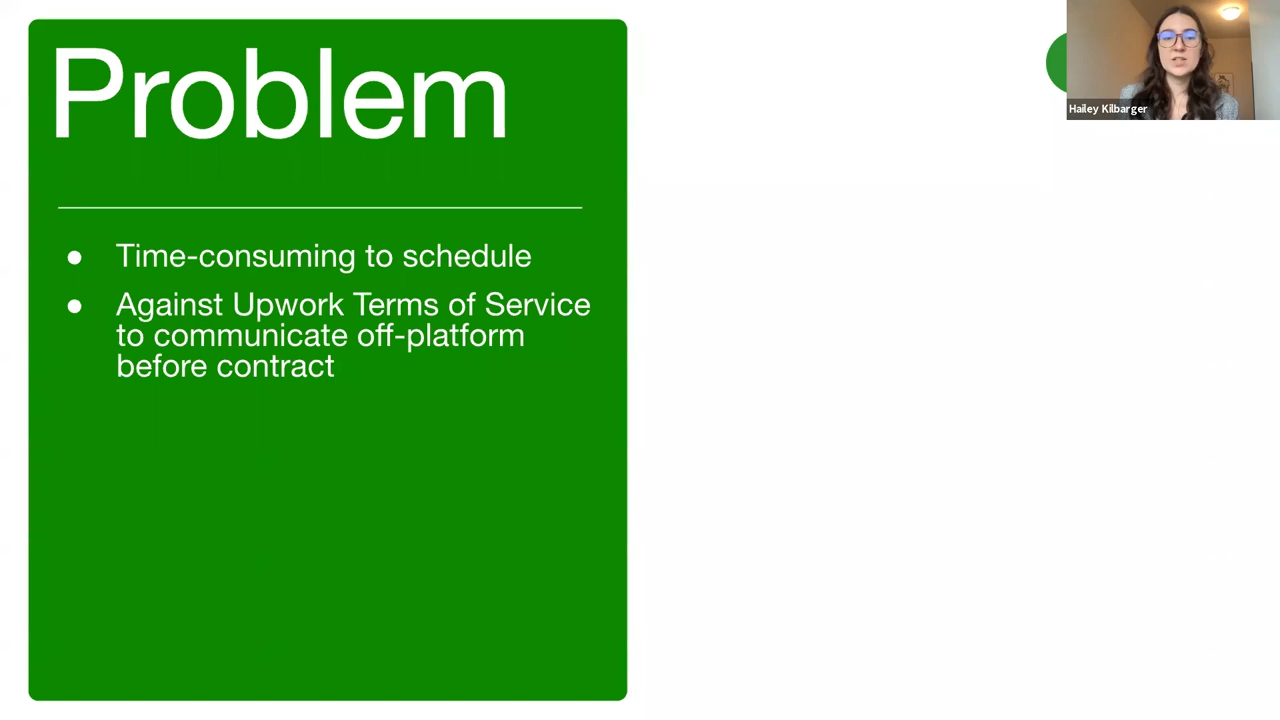 Problem
Hailey Kilbarger
● Time-consuming to schedule
● Against Upwork Terms of Service
to communicate off-platform
before contract